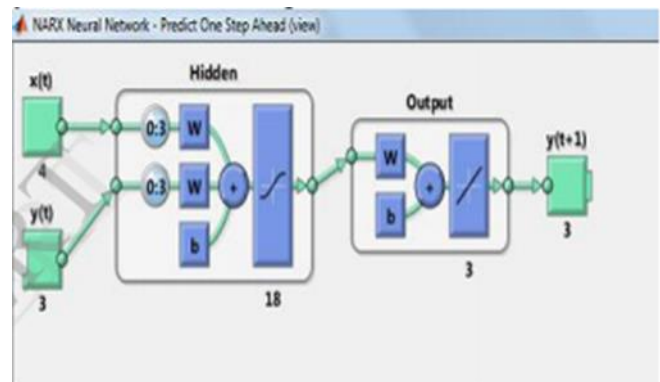 NARX Neural Network - Predict One Step Ahead (view)
x(t)
4
y(t)
3
Hidden
0:3
W
0:3
W
+
b
18
Output
W
+
b
3
y(t+1)
3